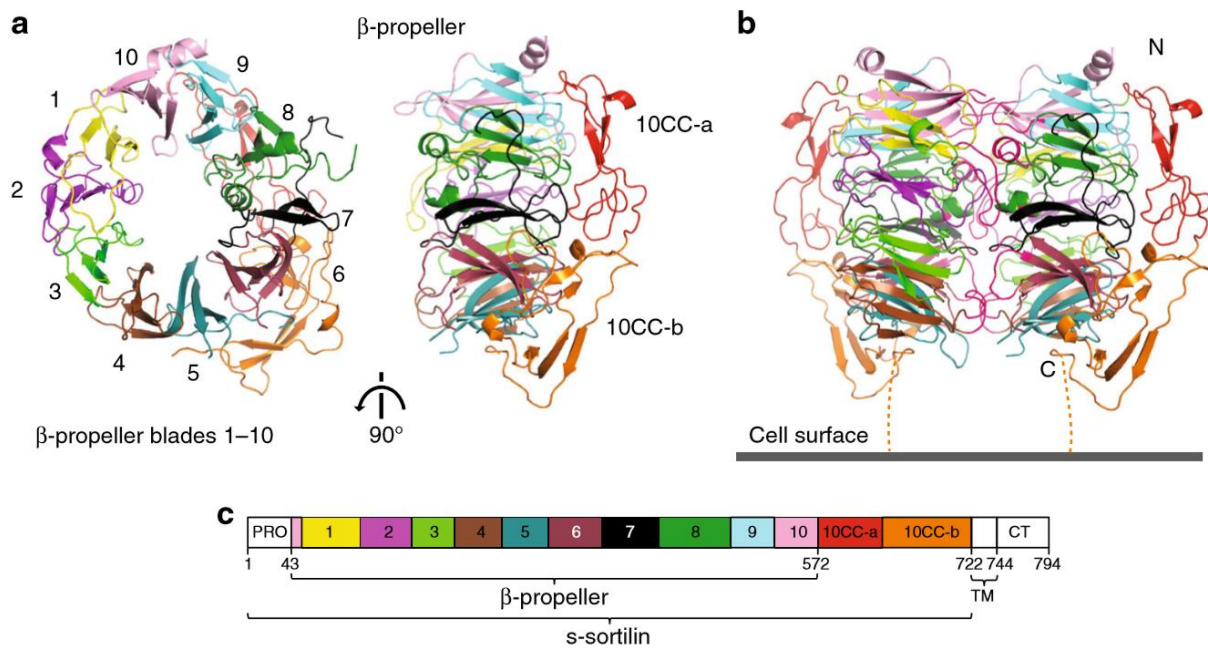 a
β-propeller
b
10
9
1
8
2
7
3
6
4
5
10CC-a
10CC-b
N
C
β-propeller blades 1–10
90°
Cell surface
c
PRO 1 2 3 4 5 6 7 8 9 10 10CC-a 10CC-b CT
1 43 572 722 744 794
β-propeller
TM
s-sortilin